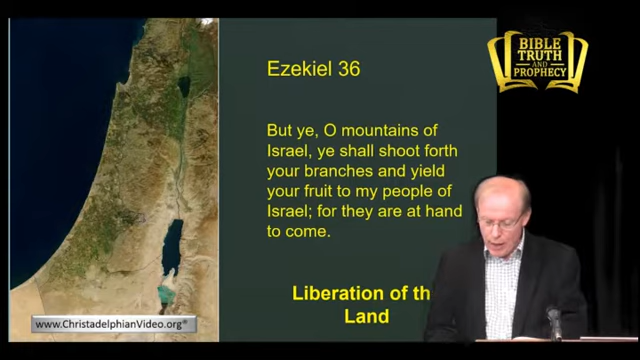 Ezekiel 36
BIBLE
TRUTH
AND
PROPHECY
But ye, O mountains of
Israel, ye shall shoot forth
your branches and yield
your fruit to my people of
Israel; for they are at hand
to come.
Liberation of th
Land
www.ChristadelphianVideo.org®